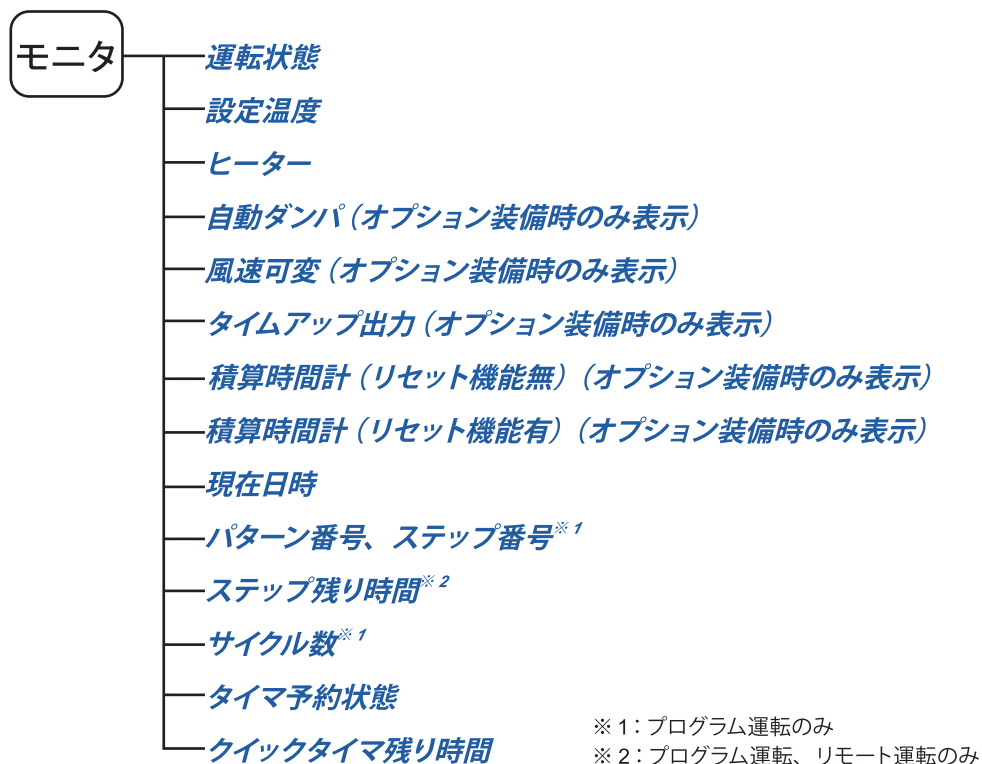 モニタ
運転状態
設定温度
ヒーター
自動ダンパ（オプション装備時のみ表示）
風速可変（オプション装備時のみ表示）
タイムアップ出力（オプション装備時のみ表示）
積算時間計（リセット機能無）（オプション装備時のみ表示）
積算時間計（リセット機能有）（オプション装備時のみ表示）
現在日時
パターン番号、ステップ番号※1
ステップ残り時間※2
サイクル数※1
タイマ予約状態
クイックタイマ残り時間
※1：プログラム運転のみ
※2：プログラム運転、リモート運転のみ